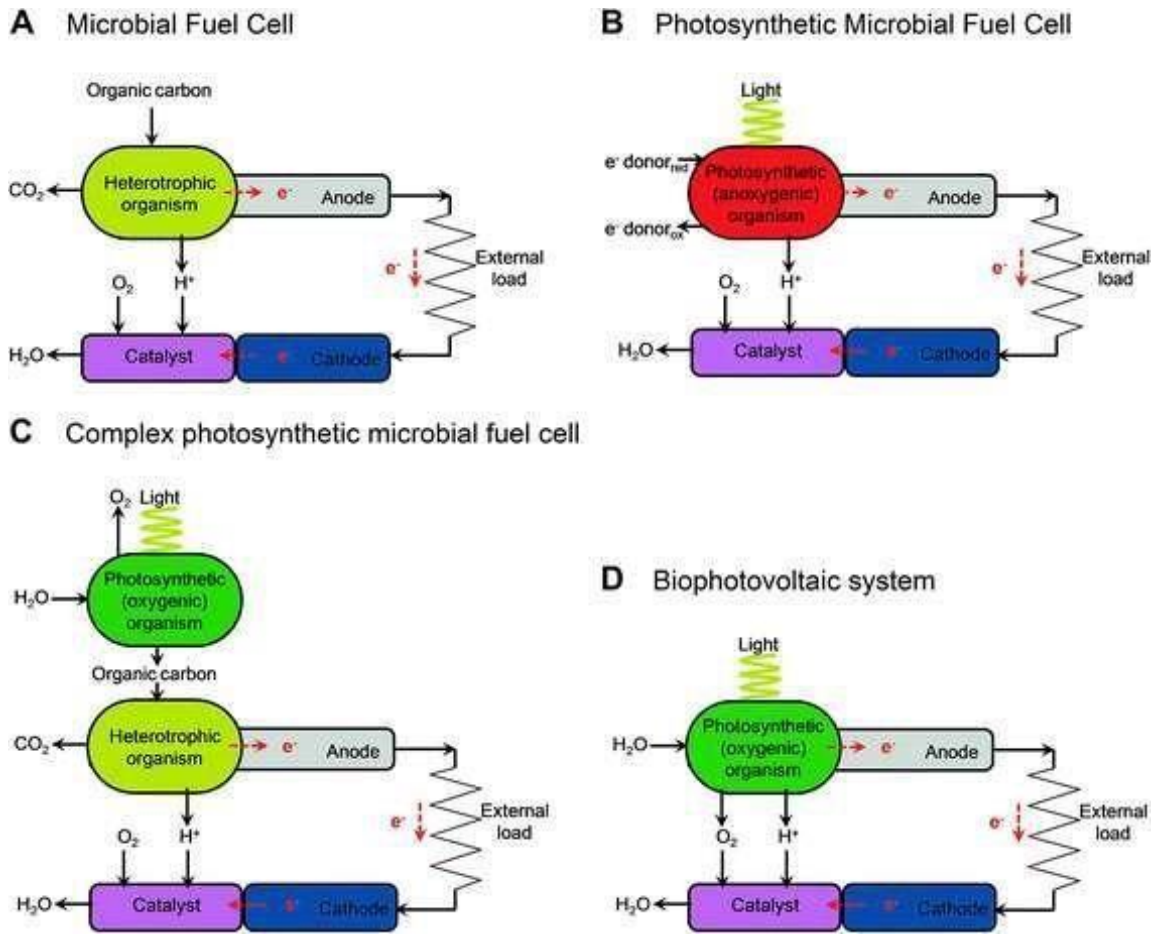 A Microbial Fuel Cell
Organic carbon
CO₂
Heterotrophic
organism
e⁻
Anode
O₂
H⁺
e⁻
External
load
H₂O
Catalyst
e⁻
Cathode
B Photosynthetic Microbial Fuel Cell
Light
e⁻ donor_red
Photosynthetic
(anoxygenic)
organism
e⁻
Anode
e⁻ donor_ox
O₂
H⁺
e⁻
External
load
H₂O
Catalyst
e⁻
Cathode
C Complex photosynthetic microbial fuel cell
O₂
Light
H₂O
Photosynthetic
(oxygenic)
organism
Organic carbon
CO₂
Heterotrophic
organism
e⁻
Anode
O₂
H⁺
e⁻
External
load
H₂O
Catalyst
e⁻
Cathode
D Biophotovoltaic system
Light
H₂O
Photosynthetic
(oxygenic)
organism
e⁻
Anode
O₂
H⁺
e⁻
External
load
H₂O
Catalyst
e⁻
Cathode